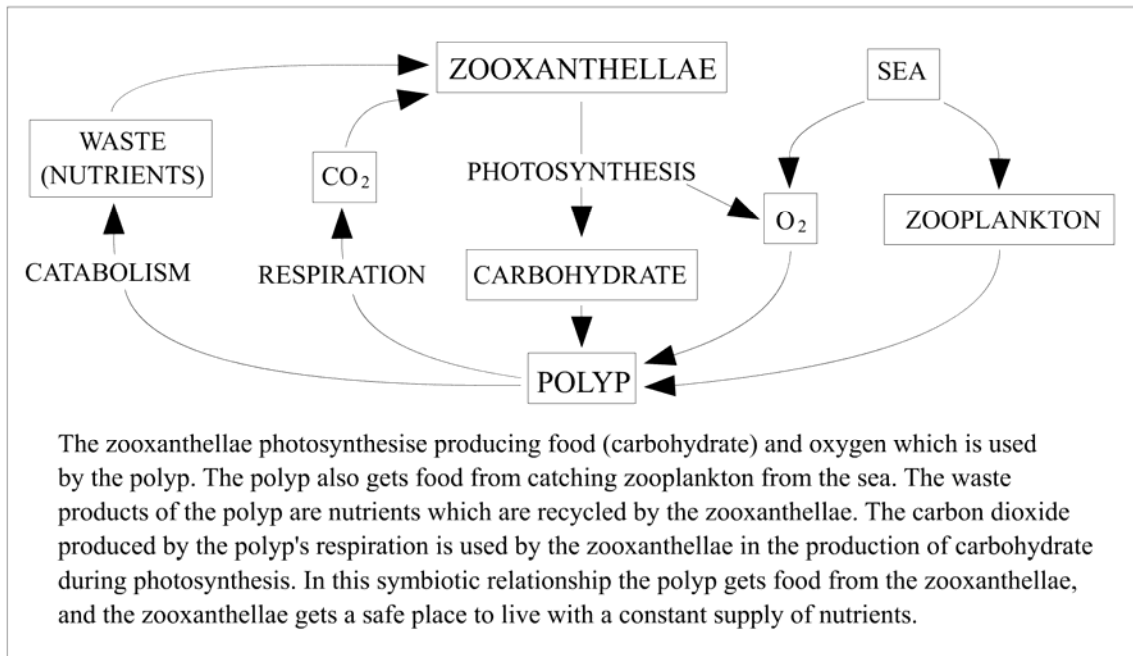 ZOOXANTHELLAE
SEA
WASTE
(NUTRIENTS)
CO₂
PHOTOSYNTHESIS
O₂
ZOOPLANKTON
CATABOLISM
RESPIRATION
CARBOHYDRATE
POLYP
The zooxanthellae photosynthesise producing food (carbohydrate) and oxygen which is used
by the polyp. The polyp also gets food from catching zooplankton from the sea. The waste
products of the polyp are nutrients which are recycled by the zooxanthellae. The carbon dioxide
produced by the polyp's respiration is used by the zooxanthellae in the production of carbohydrate
during photosynthesis. In this symbiotic relationship the polyp gets food from the zooxanthellae,
and the zooxanthellae gets a safe place to live with a constant supply of nutrients.